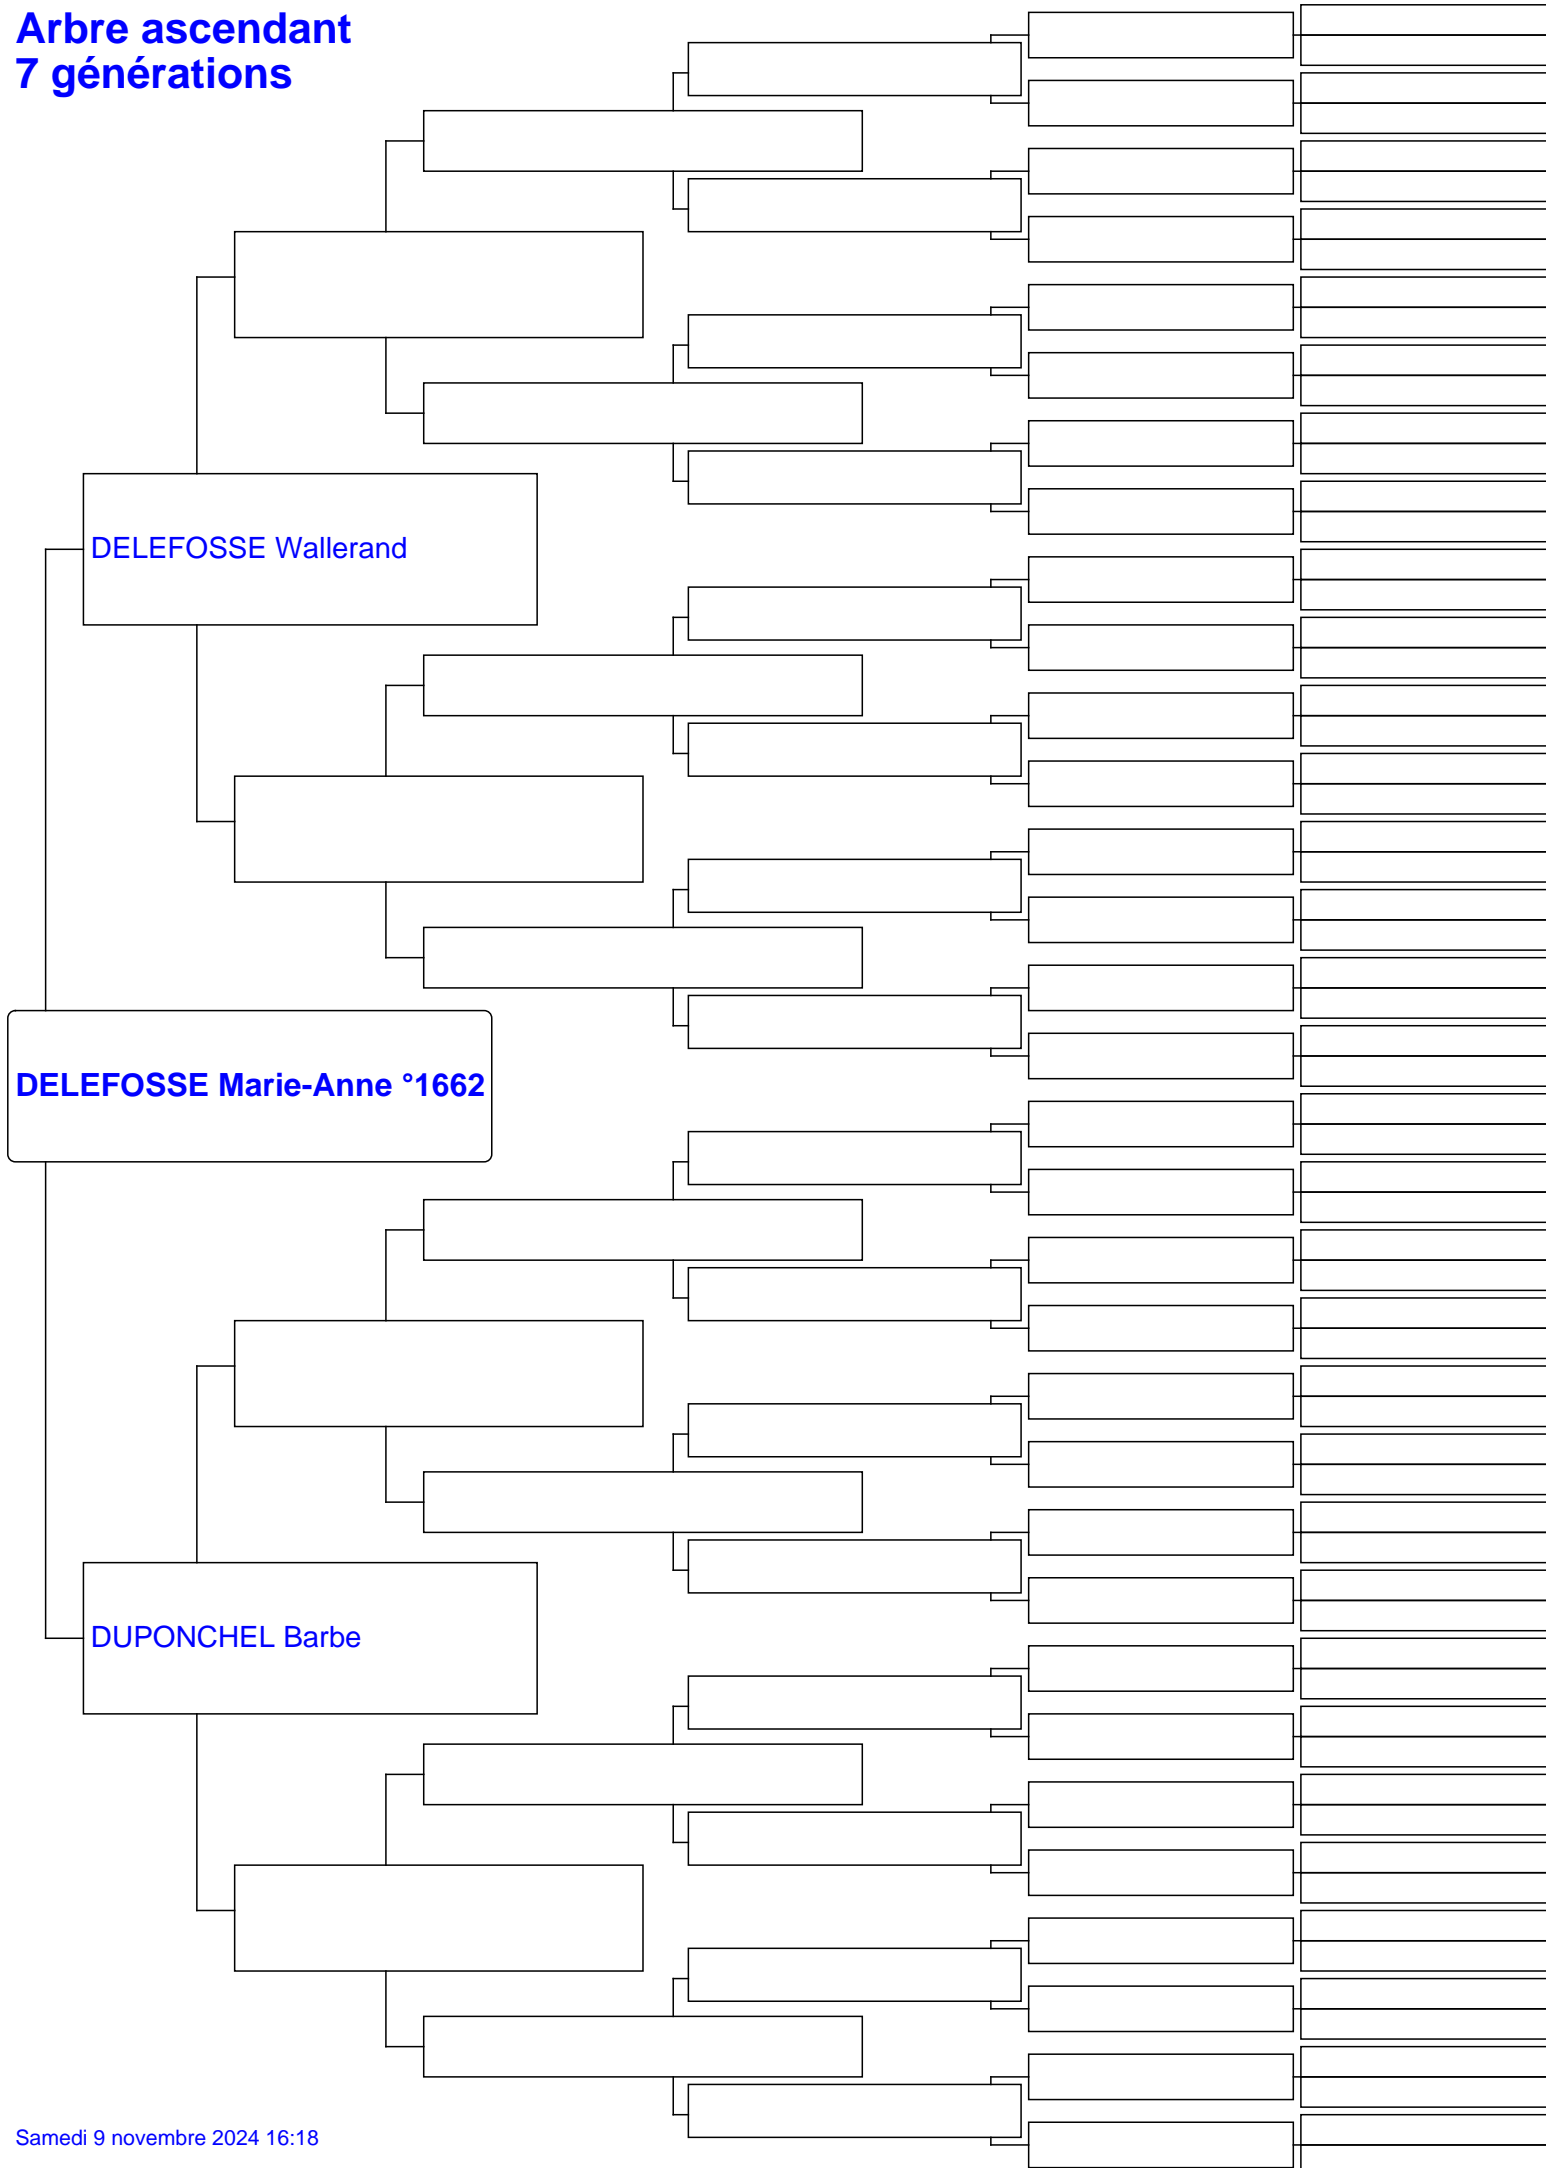 Arbre ascendant
7 générations
DELEFOSSE Wallerand
DELEFOSSE Marie-Anne °1662
DUPONCHEL Barbe
Samedi 9 novembre 2024 16:18